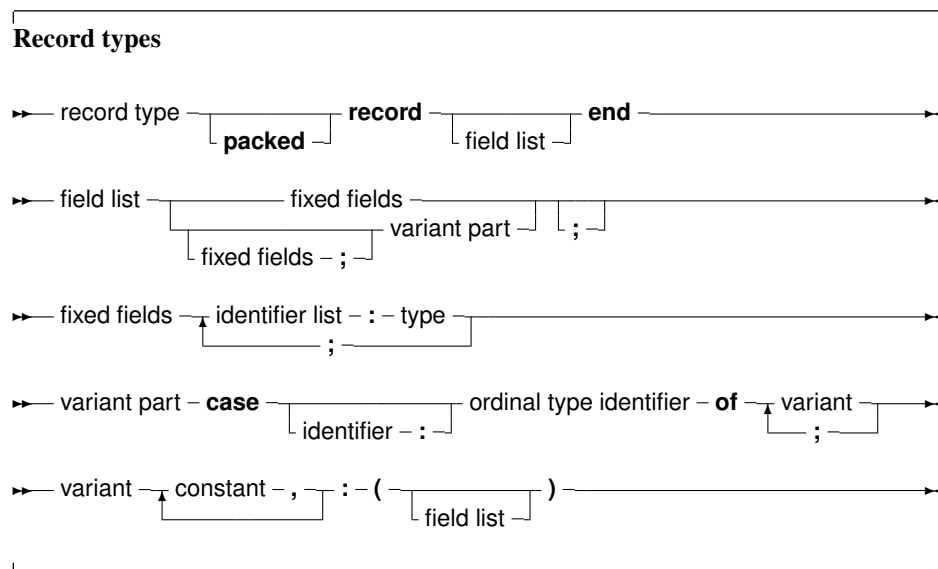 Record types
record type packed record field list end
field list fixed fields
fixed fields ; variant part ;
fixed fields identifier list : type
;
variant part case identifier : ordinal type identifier of variant
;
variant constant , : ( field list )